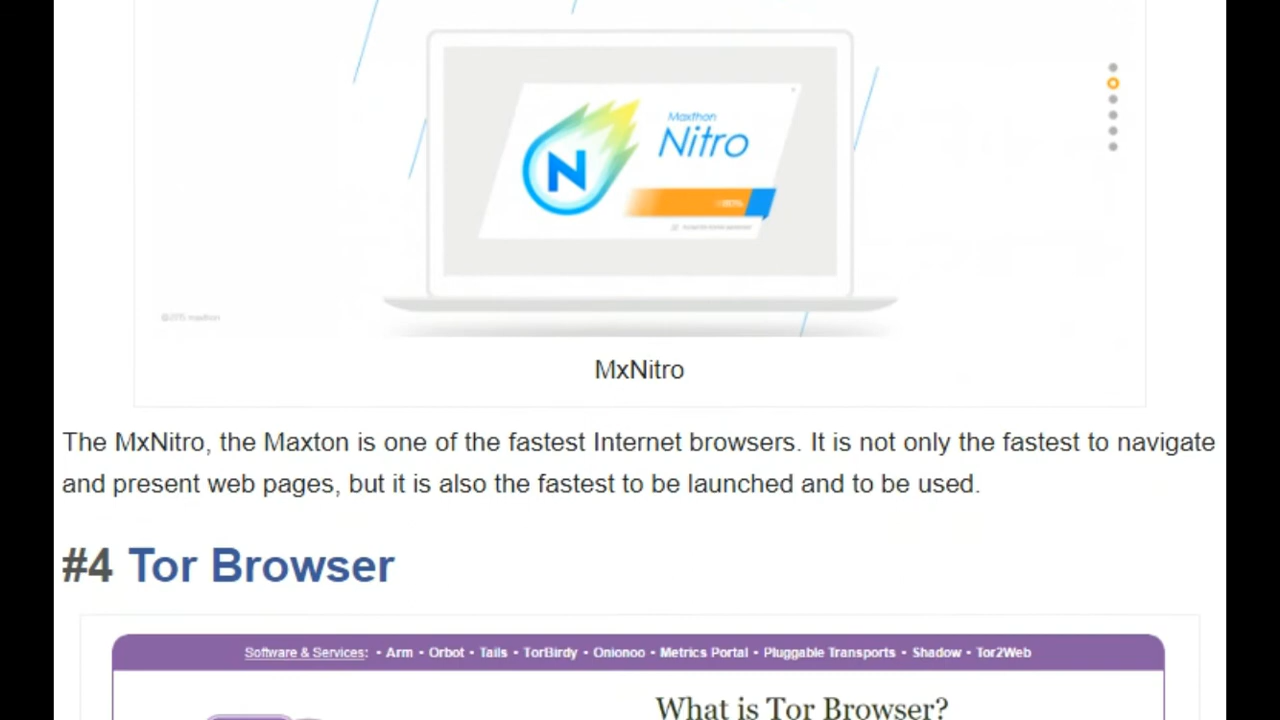 Maxthon
Nitro
@2015 maxthon
MxNitro
The MxNitro, the Maxton is one of the fastest Internet browsers. It is not only the fastest to navigate
and present web pages, but it is also the fastest to be launched and to be used.
#4 Tor Browser
Software & Services: • Arm • Orbot • Tails • TorBirdy • Onionoo • Metrics Portal • Pluggable Transports • Shadow • Tor2Web
What is Tor Browser?